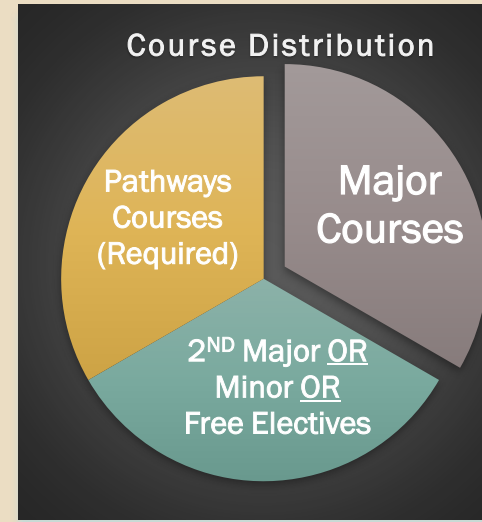 Course Distribution
Pathways
Courses
(Required)
Major
Courses
2ND Major OR
Minor OR
Free Electives